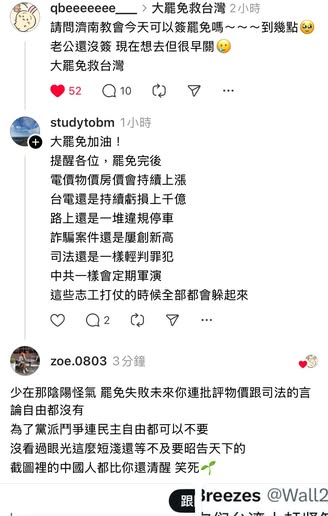 qbeeeeeee___ > 大罷免救台灣 2小時
請問濟南教會今天可以簽罷免嗎～～～到幾點🥹
老公還沒簽 現在想去但很早關🥲
大罷免救台灣
52 10
studytobm 1小時
大罷免加油！
提醒各位，罷免完後
電價物價房價會持續上漲
台電還是持續虧損上千億
路上還是一堆違規停車
詐騙案件還是屢創新高
司法還是一樣輕判罪犯
中共一樣會定期軍演
這些志工打仗的時候全部都會躲起來
2
zoe.0803 3分鐘
少在那陰陽怪氣 罷免失敗未來你連批評物價跟司法的言
論自由都沒有
為了黨派鬥爭連民主自由都可以不要
沒看過眼光這麼短淺還等不及要昭告天下的
截圖裡的中國人都比你還清醒 笑死🌱
跟
Breezes @Wall2